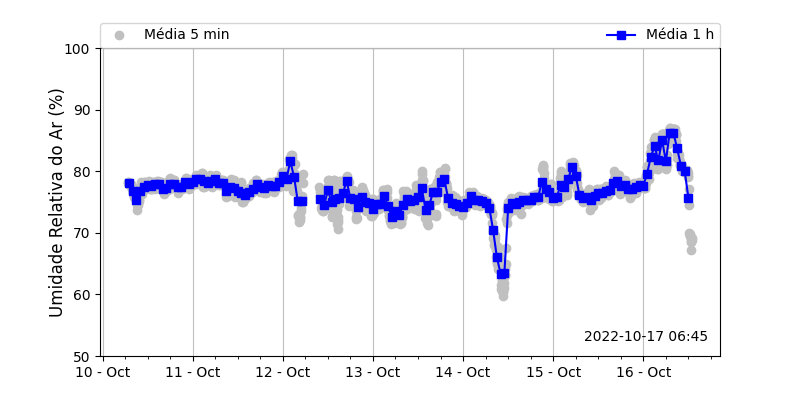 Média 5 min
Média 1 h
Umidade Relativa do Ar (%)
100
90
80
70
60
50
2022-10-17 06:45
10 - Oct
11 - Oct
12 - Oct
13 - Oct
14 - Oct
15 - Oct
16 - Oct